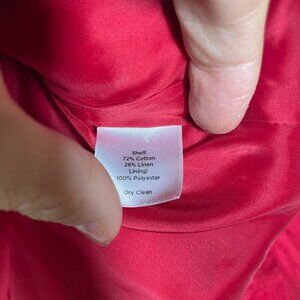 Shell:
72% Cotton
28% Linen
Lining:
100% Polyester
Dry Clean